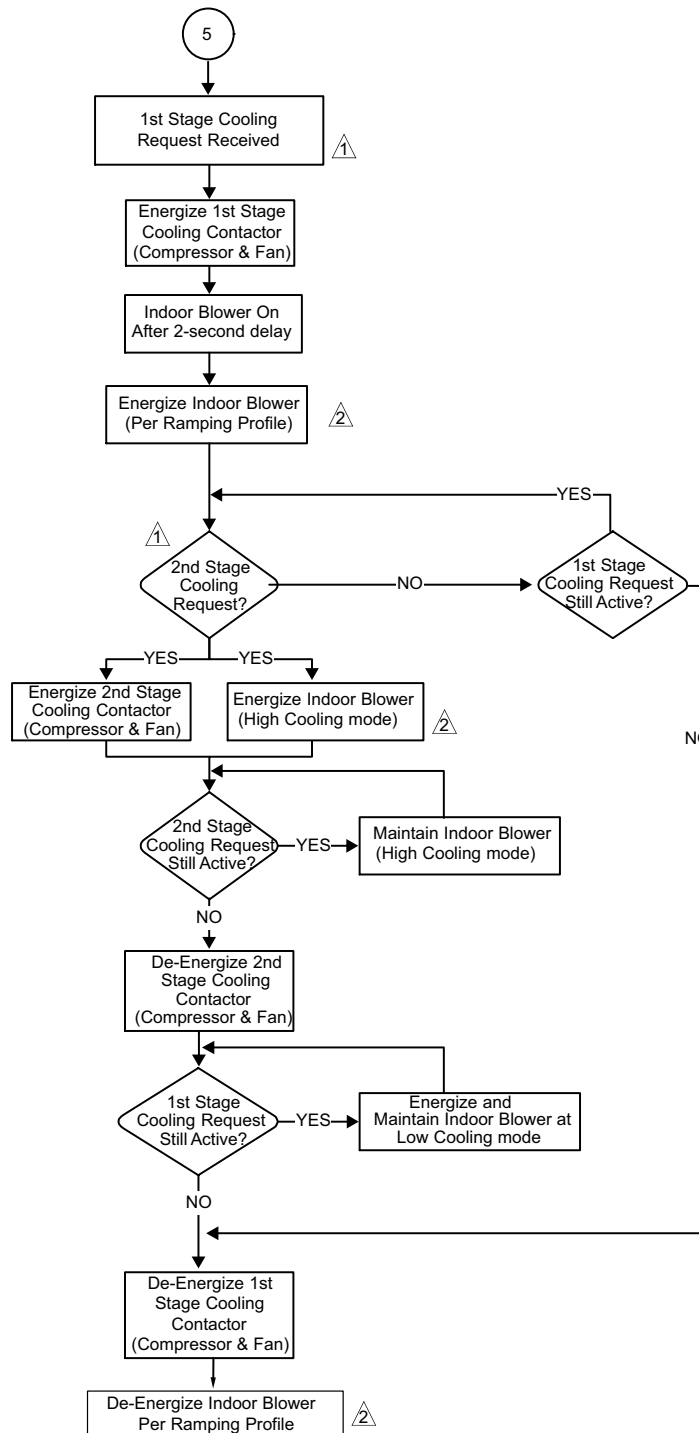 5
1st Stage Cooling
Request Received
1
Energize 1st Stage
Cooling Contactor
(Compressor & Fan)
Indoor Blower On
After 2-second delay
Energize Indoor Blower
(Per Ramping Profile)
2
YES
1
2nd Stage
Cooling
Request?
NO
1st Stage
Cooling Request
Still Active?
YES
YES
Energize 2nd Stage
Cooling Contactor
(Compressor & Fan)
Energize Indoor Blower
(High Cooling mode)
2
2nd Stage
Cooling Request
Still Active?
YES
Maintain Indoor Blower
(High Cooling mode)
NO
De-Energize 2nd
Stage Cooling
Contactor
(Compressor & Fan)
1st Stage
Cooling Request
Still Active?
YES
Energize and
Maintain Indoor Blower at
Low Cooling mode
NO
De-Energize 1st
Stage Cooling
Contactor
(Compressor & Fan)
De-Energize Indoor Blower
Per Ramping Profile
2